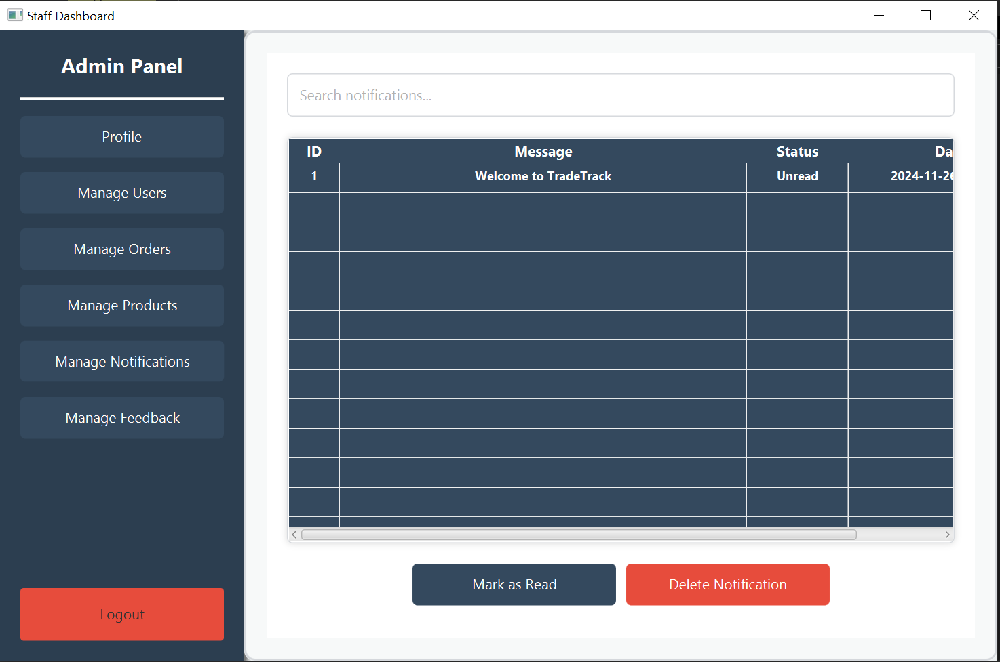 Staff Dashboard
Admin Panel
Profile
Manage Users
Manage Orders
Manage Products
Manage Notifications
Manage Feedback
Logout
Search notifications...
ID Message Status Da
1 Welcome to TradeTrack Unread 2024-11-26
Mark as Read Delete Notification